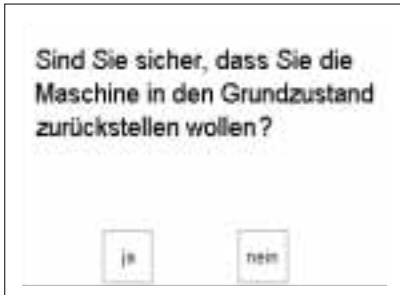 Sind Sie sicher, dass Sie die
Maschine in den Grundzustand
zurückstellen wollen?
ja nein